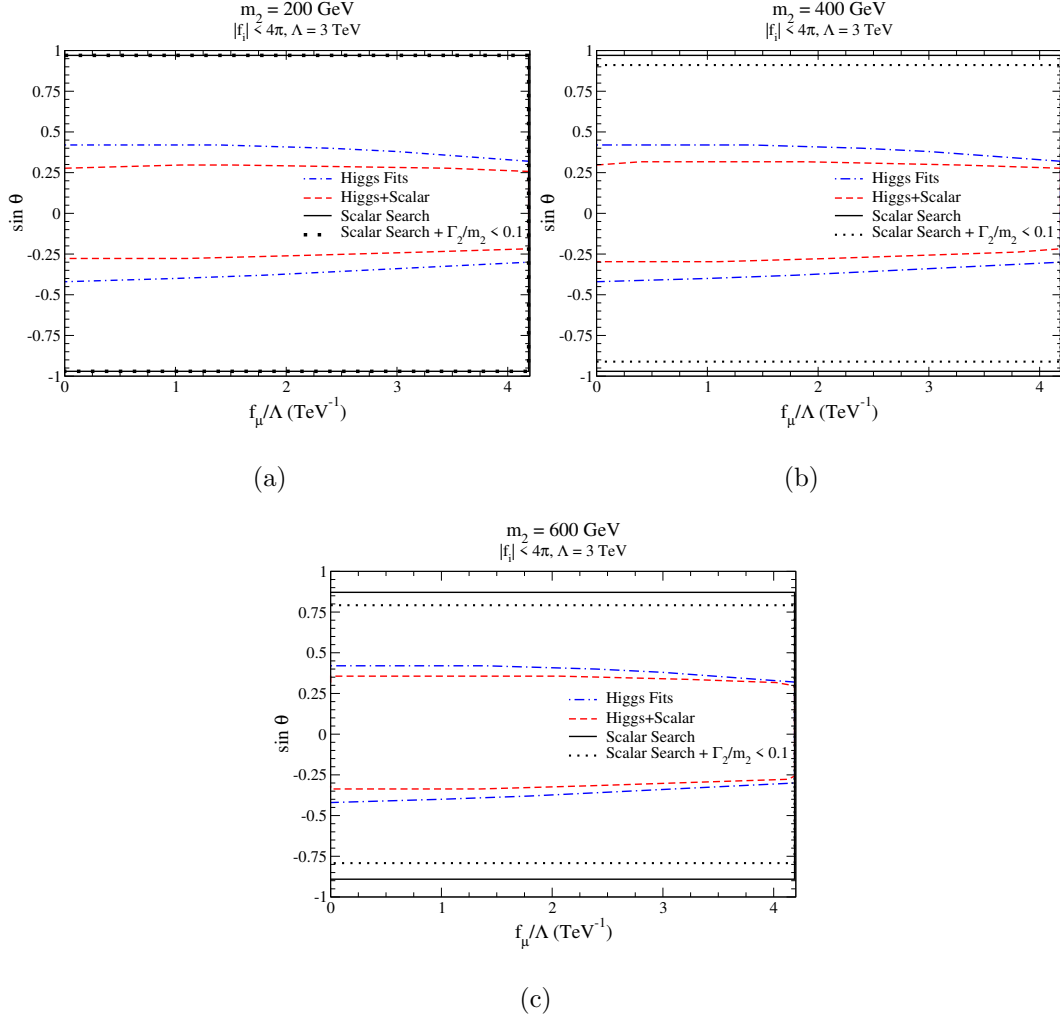 m₂ = 200 GeV
|fᵢ| < 4π, Λ = 3 TeV
1
0.75
0.5
0.25
0
-0.25
-0.5
-0.75
-1
sin θ
Higgs Fits
Higgs+Scalar
Scalar Search
Scalar Search + Γ₂/m₂ < 0.1
0 1 2 3 4
f_μ/Λ (TeV⁻¹)
(a)
m₂ = 400 GeV
|fᵢ| < 4π, Λ = 3 TeV
1
0.75
0.5
0.25
0
-0.25
-0.5
-0.75
-1
sin θ
Higgs Fits
Higgs+Scalar
Scalar Search
Scalar Search + Γ₂/m₂ < 0.1
0 1 2 3 4
f_μ/Λ (TeV⁻¹)
(b)
m₂ = 600 GeV
|fᵢ| < 4π, Λ = 3 TeV
1
0.75
0.5
0.25
0
-0.25
-0.5
-0.75
-1
sin θ
Higgs Fits
Higgs+Scalar
Scalar Search
Scalar Search + Γ₂/m₂ < 0.1
0 1 2 3 4
f_μ/Λ (TeV⁻¹)
(c)